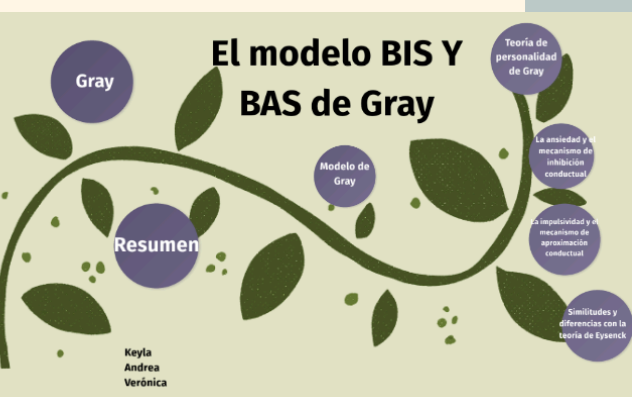 El modelo BIS Y
BAS de Gray
Gray
Teoría de
personalidad
de Gray
La ansiedad y el
mecanismo de
inhibición
conductual
Modelo de
Gray
La impulsividad y el
mecanismo de
aproximación
conductual
Resumen
Similitudes y
diferencias con la
teoría de Eysenck
Keyla
Andrea
Verónica